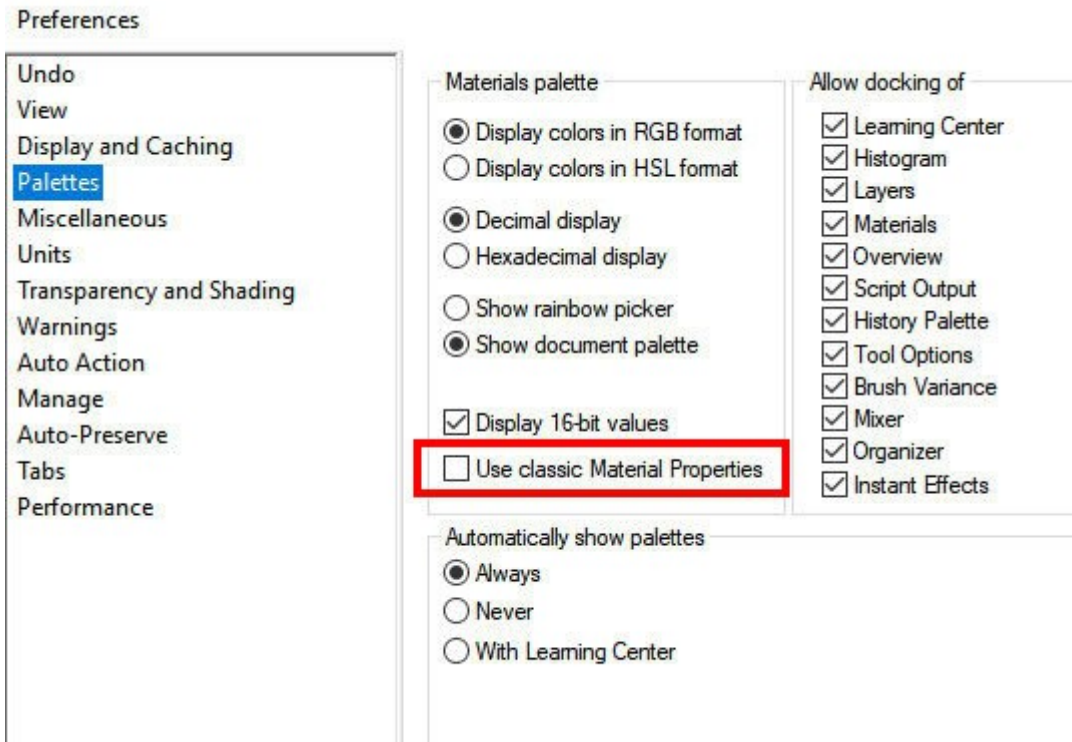 Preferences
Undo
View
Display and Caching
Palettes
Miscellaneous
Units
Transparency and Shading
Warnings
Auto Action
Manage
Auto-Preserve
Tabs
Performance
Materials palette
Display colors in RGB format
Display colors in HSL format
Decimal display
Hexadecimal display
Show rainbow picker
Show document palette
Display 16-bit values
Use classic Material Properties
Allow docking of
Learning Center
Histogram
Layers
Materials
Overview
Script Output
History Palette
Tool Options
Brush Variance
Mixer
Organizer
Instant Effects
Automatically show palettes
Always
Never
With Learning Center